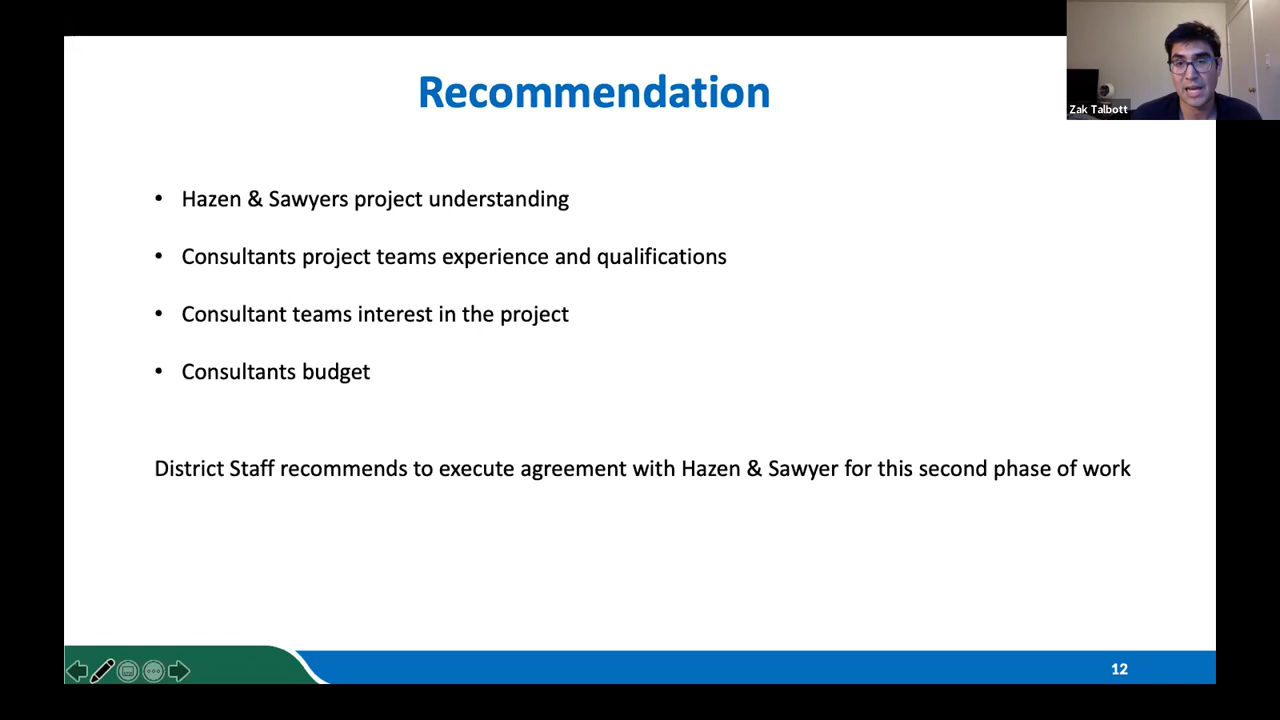 Recommendation
Zak Talbott
• Hazen & Sawyers project understanding
• Consultants project teams experience and qualifications
• Consultant teams interest in the project
• Consultants budget
District Staff recommends to execute agreement with Hazen & Sawyer for this second phase of work
12